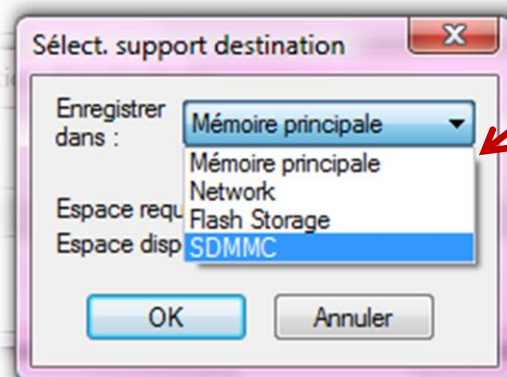 Sélect. support destination
Enregistrer dans :
Mémoire principale
Mémoire principale
Network
Flash Storage
SDMMC
Espace requ
Espace disp
OK
Annuler